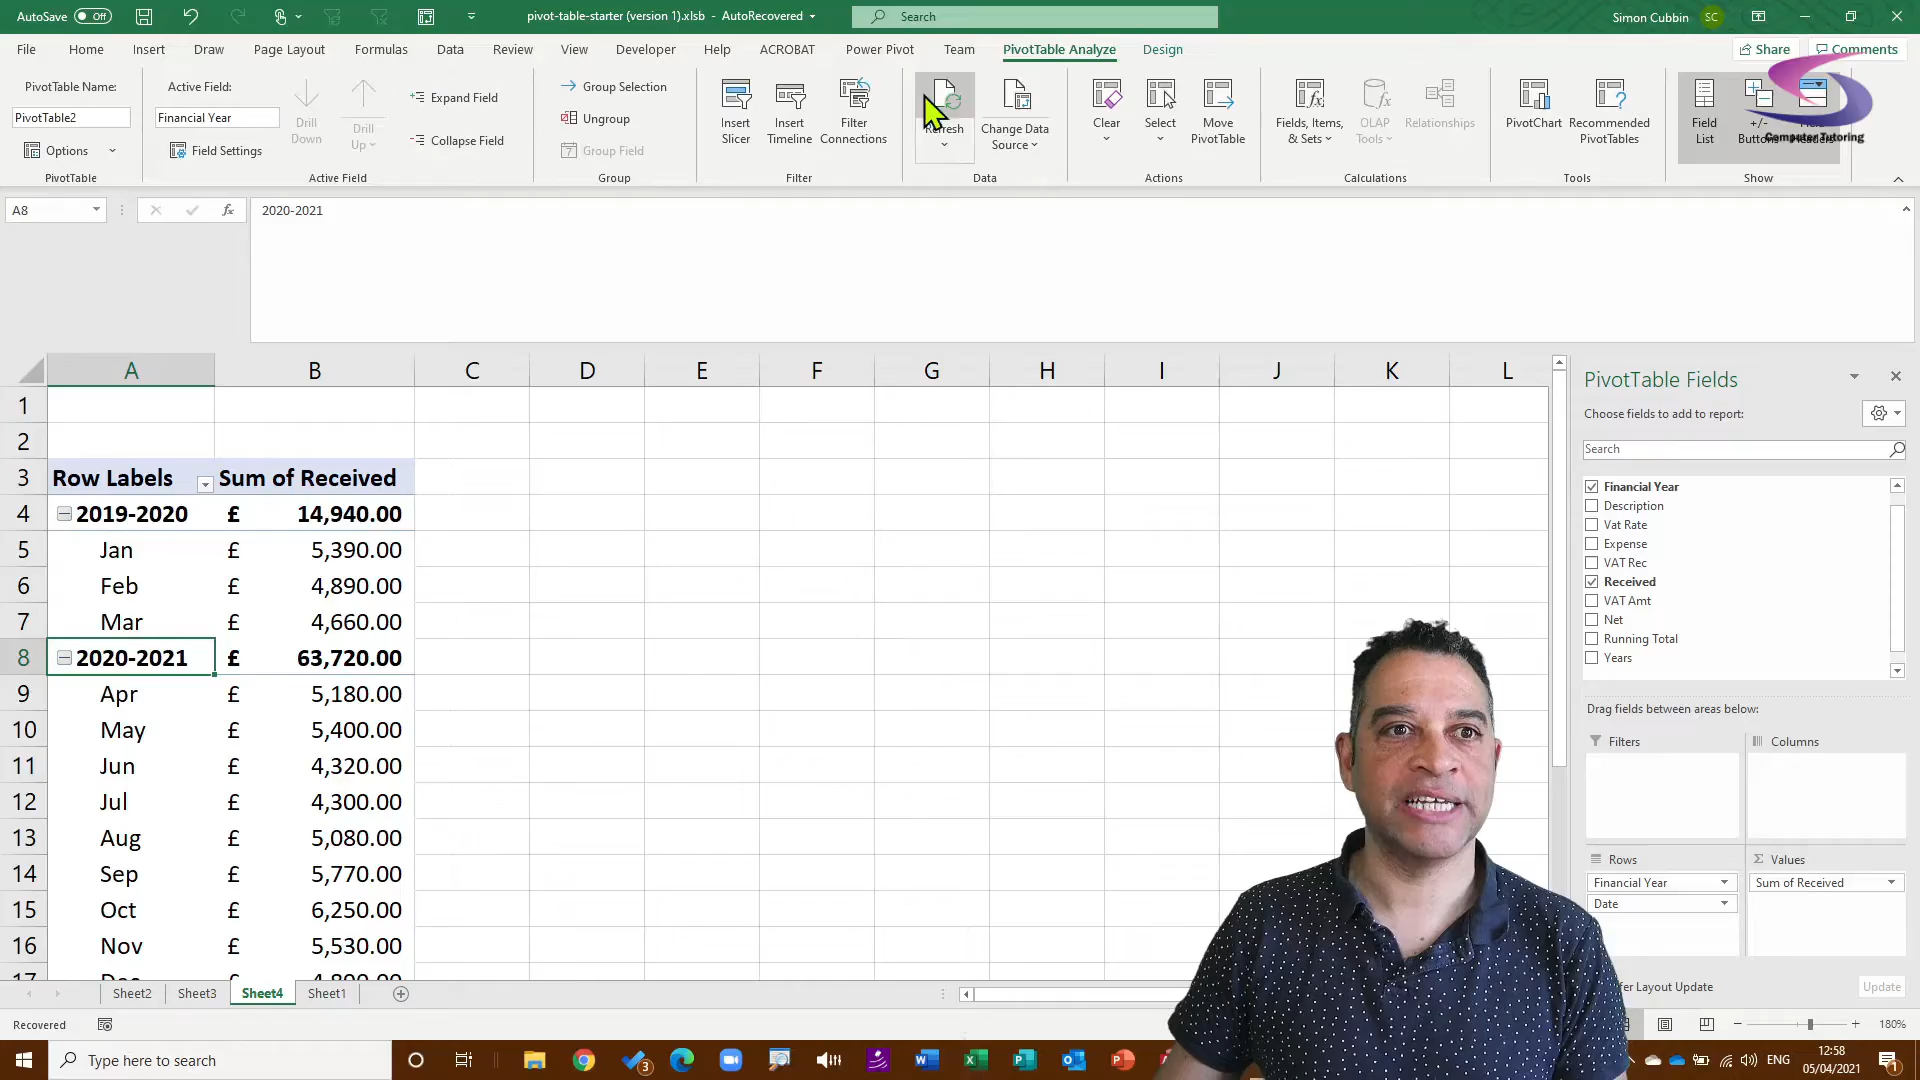 AutoSave Off pivot-table-starter (version 1).xlsb - AutoRecovered Search Simon Cubbin SC
File Home Insert Draw Page Layout Formulas Data Review View Developer Help ACROBAT Power Pivot Team PivotTable Analyze Design Share Comments
PivotTable Name:
PivotTable2
Options
PivotTable
Active Field:
Financial Year
Field Settings
Drill Down
Drill Up
Expand Field
Collapse Field
Active Field
Group Selection
Ungroup
Group Field
Group
Insert Slicer
Insert Timeline
Filter Connections
Filter
Refresh
Change Data Source
Data
Clear
Select
Move PivotTable
Actions
Fields, Items, & Sets
OLAP Tools
Relationships
Calculations
PivotChart
Recommended PivotTables
Tools
Field List
+/- Buttons
Headers
Show
Computer Tutoring
A8 fx 2020-2021
A B C D E F G H I J K L
1
2
3 Row Labels Sum of Received
4 2019-2020 £ 14,940.00
5 Jan £ 5,390.00
6 Feb £ 4,890.00
7 Mar £ 4,660.00
8 2020-2021 £ 63,720.00
9 Apr £ 5,180.00
10 May £ 5,400.00
11 Jun £ 4,320.00
12 Jul £ 4,300.00
13 Aug £ 5,080.00
14 Sep £ 5,770.00
15 Oct £ 6,250.00
16 Nov £ 5,530.00
17 Dec £
PivotTable Fields
Choose fields to add to report:
Search
Financial Year
Description
Vat Rate
Expense
VAT Rec
Received
VAT Amt
Net
Running Total
Years
Drag fields between areas below:
Filters
Columns
Rows
Financial Year
Date
Values
Sum of Received
Layout Update
Update
Sheet2 Sheet3 Sheet4 Sheet1
Recovered
180%
Type here to search
3
ENG
12:58
05/04/2021
1